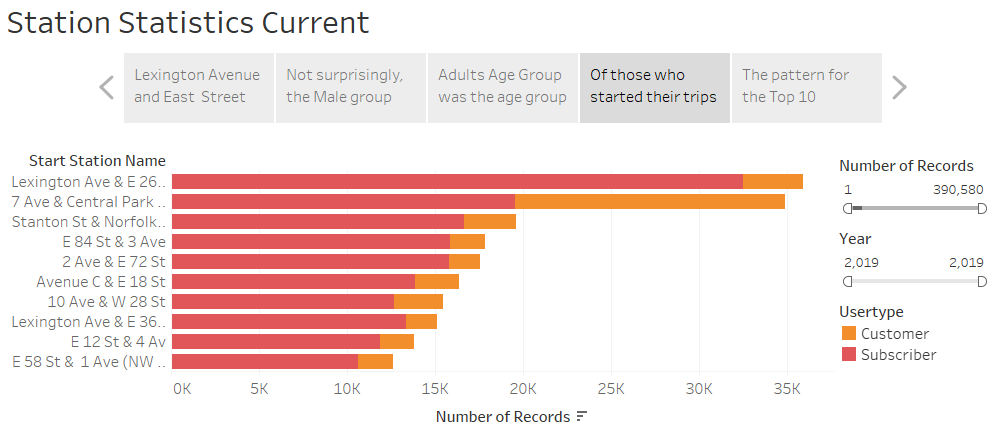 Station Statistics Current
Lexington Avenue
and East Street
Not surprisingly,
the Male group
Adults Age Group
was the age group
Of those who
started their trips
The pattern for
the Top 10
Start Station Name
Lexington Ave & E 26..
7 Ave & Central Park ..
Stanton St & Norfolk..
E 84 St & 3 Ave
2 Ave & E 72 St
Avenue C & E 18 St
10 Ave & W 28 St
Lexington Ave & E 36..
E 12 St & 4 Av
E 58 St & 1 Ave (NW ..
0K 5K 10K 15K 20K 25K 30K 35K
Number of Records
Number of Records
1 390,580
Year
2,019 2,019
Usertype
Customer
Subscriber